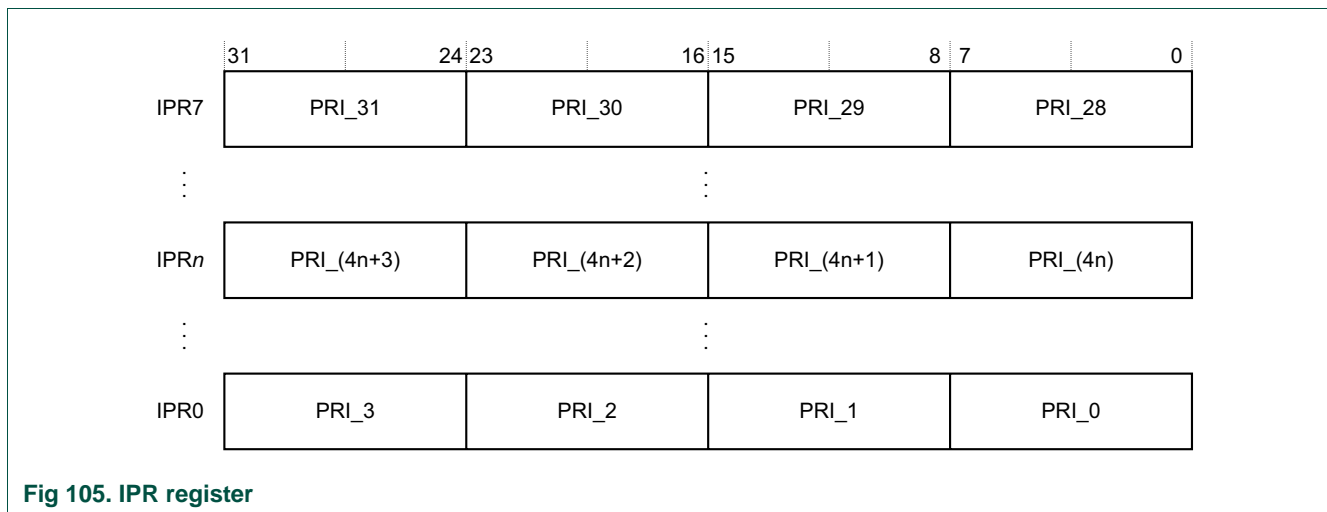 31 24 23 16 15 8 7 0
IPR7 PRI_31 PRI_30 PRI_29 PRI_28
IPRn PRI_(4n+3) PRI_(4n+2) PRI_(4n+1) PRI_(4n)
IPR0 PRI_3 PRI_2 PRI_1 PRI_0
Fig 105. IPR register